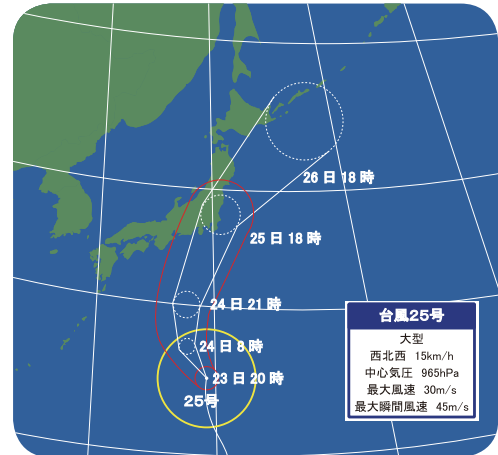 26日18時
25日18時
24日21時
24日8時
23日20時
25号
台風25号
大型
西北西 15km/h
中心気圧 965hPa
最大風速 30m/s
最大瞬間風速 45m/s